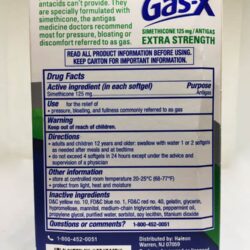 antacids can't provide. They
are specially formulated with
simethicone, the antigas
medicine doctors recommend
most for pressure, bloating or
discomfort referred to as gas.
Gas-X
SIMETHICONE 125 mg / ANTIGAS
EXTRA STRENGTH
READ ALL PRODUCT INFORMATION BEFORE USING.
KEEP CARTON FOR IMPORTANT INFORMATION.
Drug Facts
Active ingredient (in each softgel) Purpose
Simethicone 125 mg Antigas
Use for the relief of
• pressure, bloating, and fullness commonly referred to as gas
Warning
Keep out of reach of children.
Directions
• adults and children 12 years and older: swallow with water 1 or 2 softgels
as needed after meals and at bedtime
• do not exceed 4 softgels in 24 hours except under the advice and
supervision of a physician
Other information
• store at controlled room temperature 20-25°C (68-77°F)
• protect from light, heat and moisture
Inactive ingredients
D&C yellow no. 10, FD&C blue no. 1, FD&C red no. 40, gelatin, glycerin,
hypromellose, mannitol, peppermint oil,
propylene glycol, purified water, sorbitol, soy lecithin, titanium dioxide
Questions or comments? 1-800-452-0051
1-800-452-0051
Distributed by: Haleon
Warren, NJ 07059